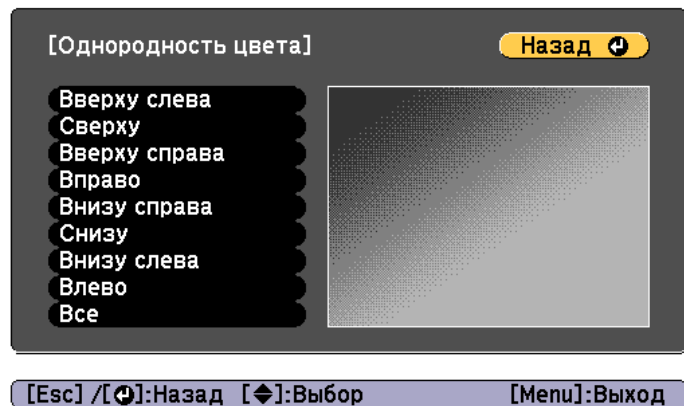 [Однородность цвета]
Назад
Вверху слева
Сверху
Вверху справа
Вправо
Внизу справа
Снизу
Внизу слева
Влево
Все
[Esc] /[⏎]:Назад [◆]:Выбор [Menu]:Выход